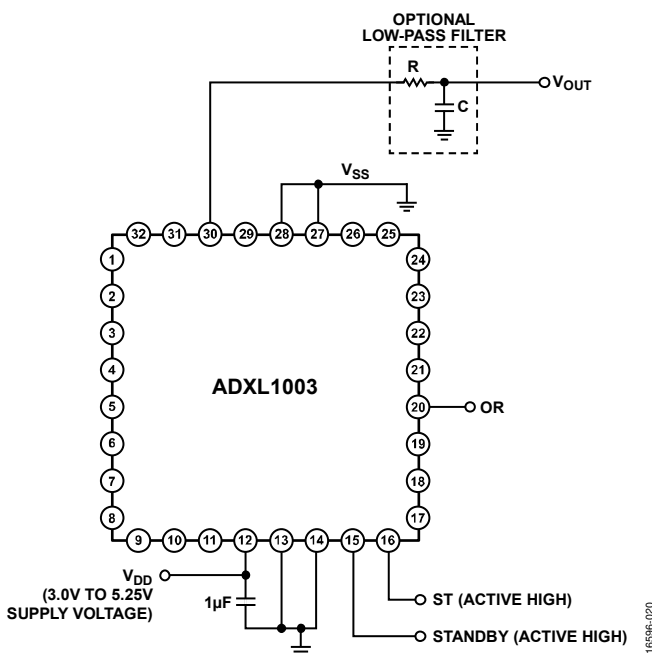 OPTIONAL
LOW-PASS FILTER
R
C
VOUT
VSS
32 31 30 29 28 27 26 25
1
2
3
4
5
6
7
8
24
23
22
21
20
19
18
17
ADXL1003
OR
9 10 11 12 13 14 15 16
VDD
(3.0V TO 5.25V
SUPPLY VOLTAGE)
1µF
ST (ACTIVE HIGH)
STANDBY (ACTIVE HIGH)
16596-020